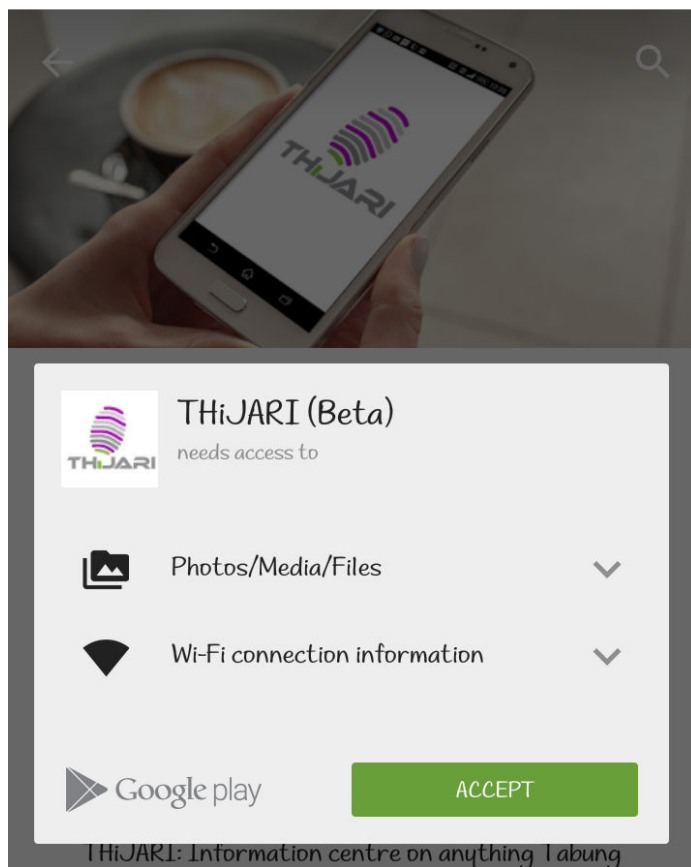 THiJARI
THiJARI (Beta)
needs access to
THiJARI
Photos/Media/Files
Wi-Fi connection information
Google play
ACCEPT
THiJARI: Information centre on anything Tabung